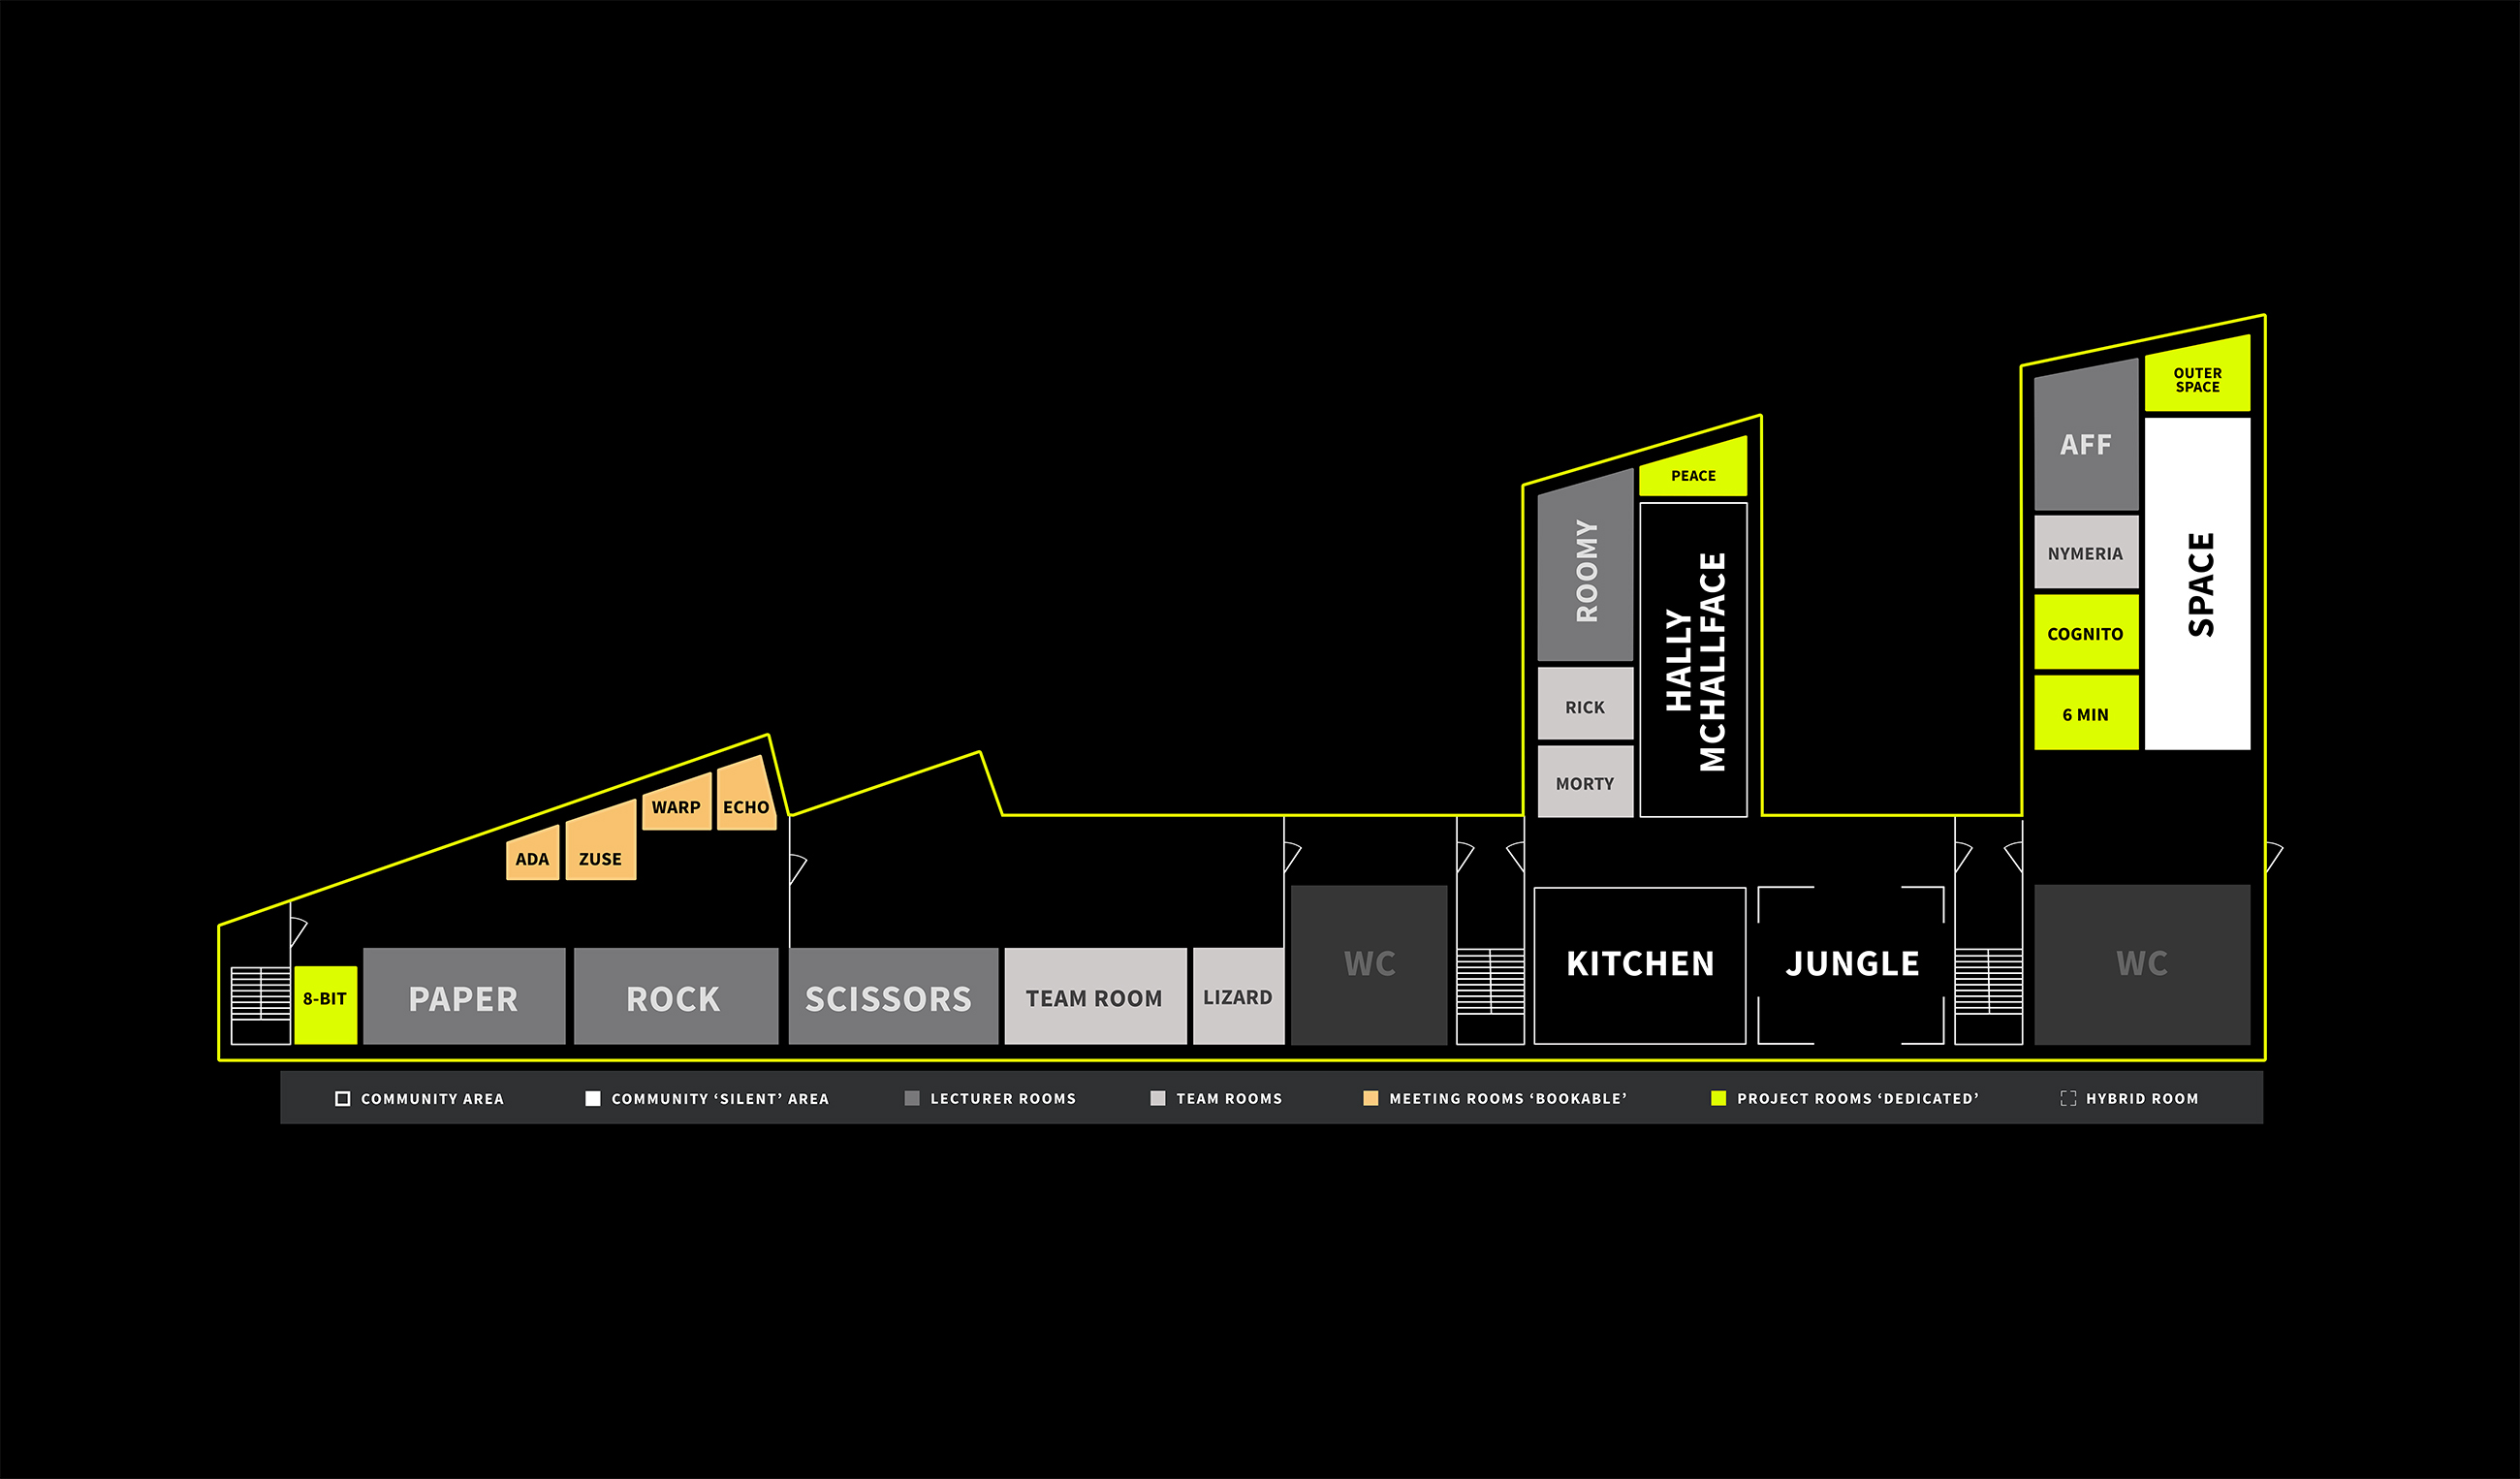 OUTER
SPACE
AFF
PEACE
ROOMY
HALLY
MCHALLFACE
NYMERIA
SPACE
COGNITO
RICK
6 MIN
MORTY
WARP
ECHO
ADA
ZUSE
WC
KITCHEN
JUNGLE
WC
8-BIT
PAPER
ROCK
SCISSORS
TEAM ROOM
LIZARD
COMMUNITY AREA
COMMUNITY ‘SILENT’ AREA
LECTURER ROOMS
TEAM ROOMS
MEETING ROOMS ‘BOOKABLE’
PROJECT ROOMS ‘DEDICATED’
HYBRID ROOM